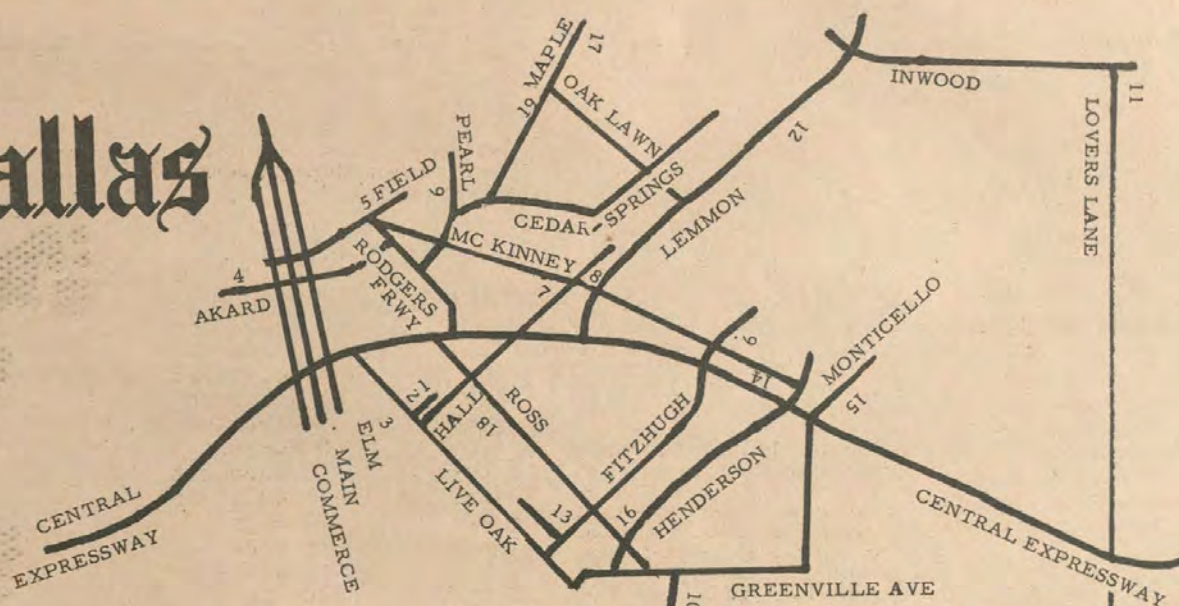 allas
17
MAPLE
19
OAK LAWN
INWOOD
11
LOVERS LANE
12
PEARL
5 FIELD
9
CEDAR SPRINGS
LEMMON
MC KINNEY
8
7
RODGERS
FRWY
4
AKARD
MONTICELLO
9
14
15
1
2
HALL
18
ROSS
FITZHUGH
HENDERSON
3
ELM
MAIN
COMMERCE
LIVE OAK
13
16
CENTRAL
EXPRESSWAY
CENTRAL EXPRESSWAY
GREENVILLE AVE